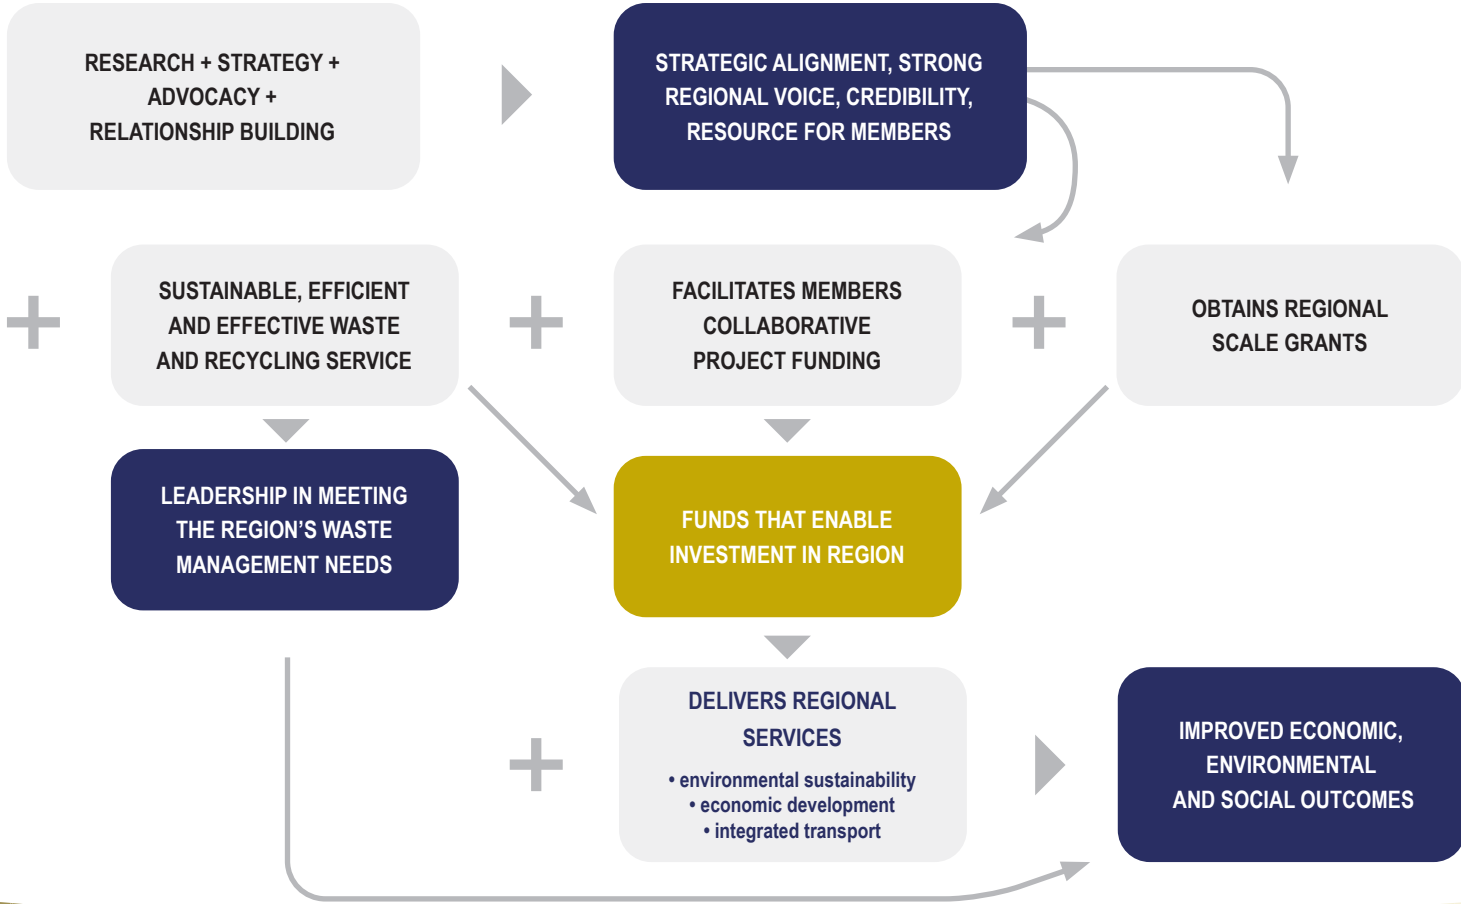 RESEARCH + STRATEGY +
ADVOCACY +
RELATIONSHIP BUILDING
STRATEGIC ALIGNMENT, STRONG
REGIONAL VOICE, CREDIBILITY,
RESOURCE FOR MEMBERS
SUSTAINABLE, EFFICIENT
AND EFFECTIVE WASTE
AND RECYCLING SERVICE
FACILITATES MEMBERS
COLLABORATIVE
PROJECT FUNDING
OBTAINS REGIONAL
SCALE GRANTS
LEADERSHIP IN MEETING
THE REGION’S WASTE
MANAGEMENT NEEDS
FUNDS THAT ENABLE
INVESTMENT IN REGION
DELIVERS REGIONAL
SERVICES
• environmental sustainability
• economic development
• integrated transport
IMPROVED ECONOMIC,
ENVIRONMENTAL
AND SOCIAL OUTCOMES